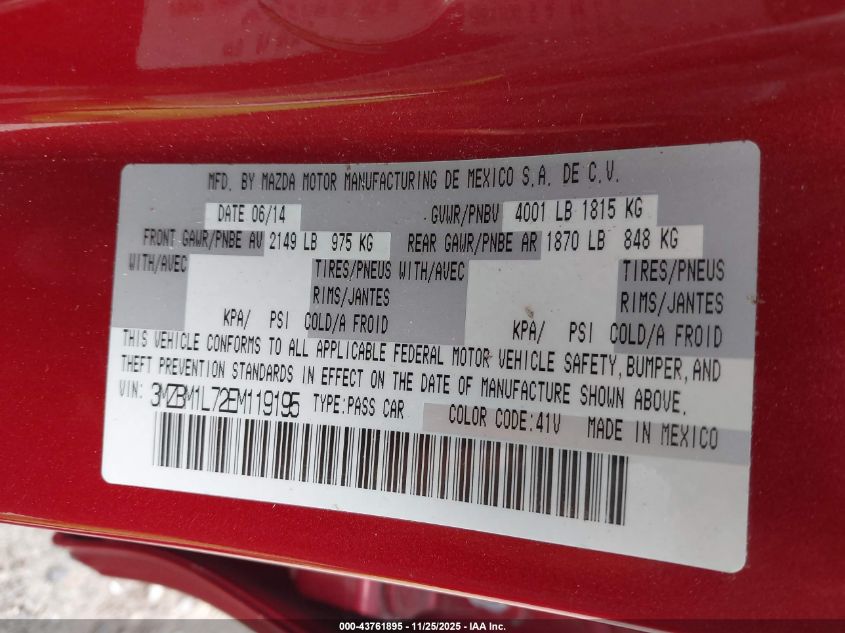 MFD. BY MAZDA MOTOR MANUFACTURING DE MEXICO S.A. DE C.V.
DATE 06/14 GVWR/PNBV 4001 LB 1815 KG
FRONT GAWR/PNBE AV 2149 LB 975 KG REAR GAWR/PNBE AR 1870 LB 848 KG
WITH/AVEC TIRES/PNEUS WITH/AVEC TIRES/PNEUS
RIMS/JANTES RIMS/JANTES
KPA/ PSI COLD/A FROID KPA/ PSI COLD/A FROID
THIS VEHICLE CONFORMS TO ALL APPLICABLE FEDERAL MOTOR VEHICLE SAFETY, BUMPER, AND
THEFT PREVENTION STANDARDS IN EFFECT ON THE DATE OF MANUFACTURE SHOWN ABOVE.
VIN: 3MZBM1L72EM119195 TYPE:PASS CAR COLOR CODE:41V MADE IN MEXICO
000-43761895 - 11/25/2025 - IAA Inc.